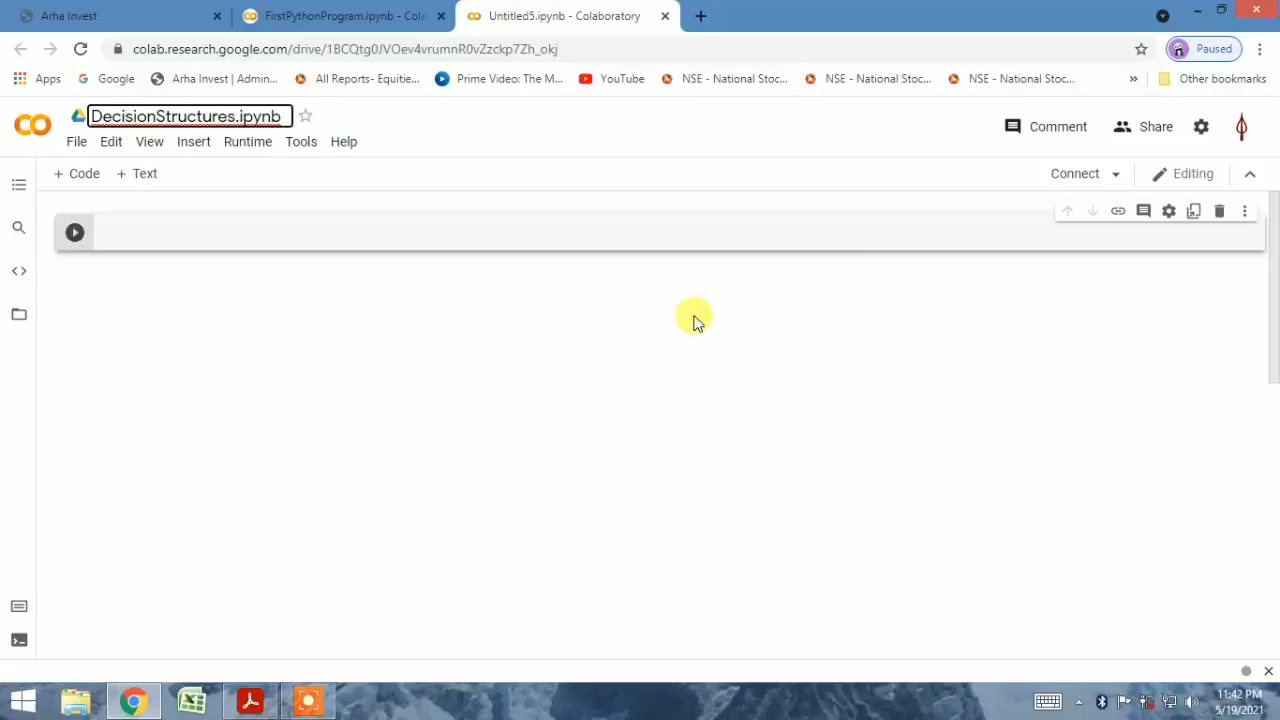 Arha Invest
FirstPythonProgram.ipynb - Cola
Untitled5.ipynb - Colaboratory
colab.research.google.com/drive/1BCQtg0JVOev4vrumnR0vZzckp7Zh_okj
Paused
Apps
Google
Arha Invest | Admin...
All Reports- Equitie...
Prime Video: The M...
YouTube
NSE - National Stoc...
NSE - National Stoc...
NSE - National Stoc...
»
Other bookmarks
DecisionStructures.ipynb
Comment
Share
File
Edit
View
Insert
Runtime
Tools
Help
+ Code
+ Text
Connect
Editing
11:42 PM
5/19/2021